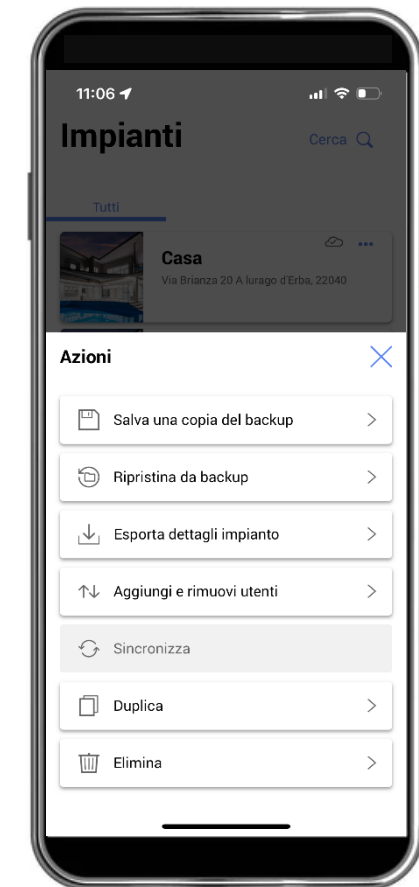 11:06
Impianti
Cerca
Tutti
Casa
Via Brianza 20 A lurago d'Erba, 22040
Azioni
Salva una copia del backup
Ripristina da backup
Esporta dettagli impianto
Aggiungi e rimuovi utenti
Sincronizza
Duplica
Elimina